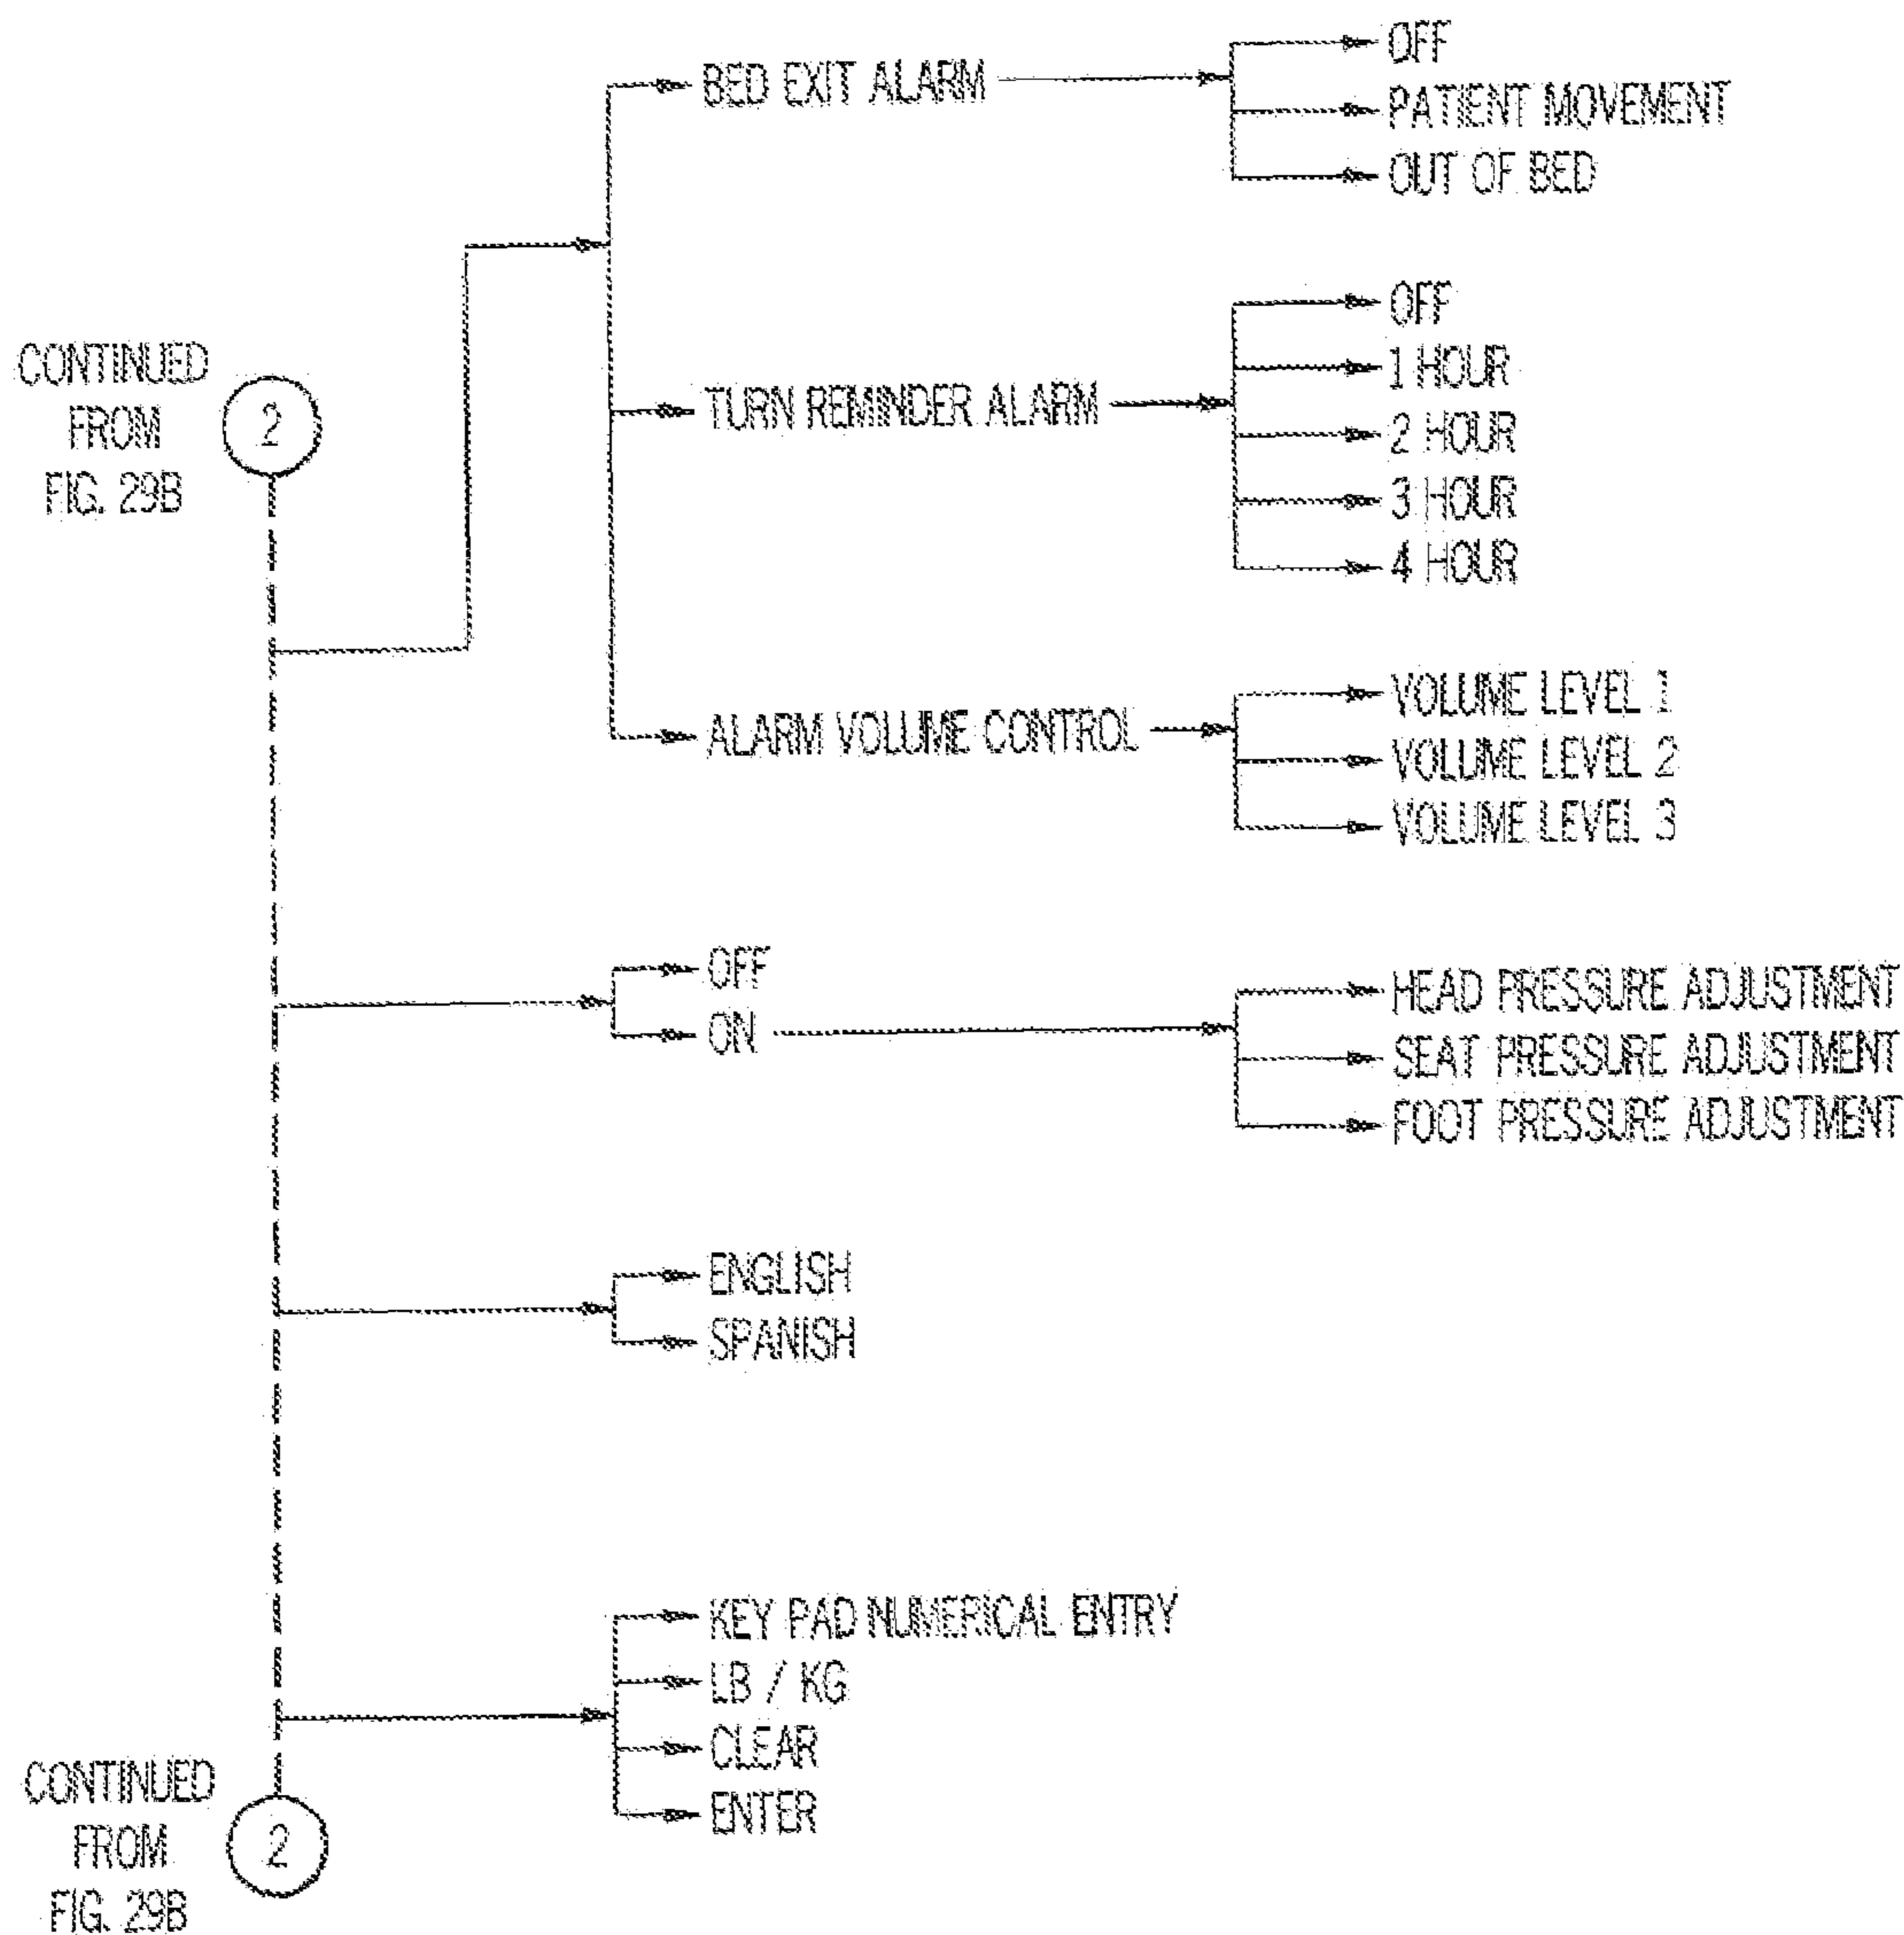 CONTINUED
FROM
FIG. 29B
2
BED EXIT ALARM
OFF
PATIENT MOVEMENT
OUT OF BED
TURN REMINDER ALARM
OFF
1 HOUR
2 HOUR
3 HOUR
4 HOUR
ALARM VOLUME CONTROL
VOLUME LEVEL 1
VOLUME LEVEL 2
VOLUME LEVEL 3
OFF
ON
HEAD PRESSURE ADJUSTMENT
SEAT PRESSURE ADJUSTMENT
FOOT PRESSURE ADJUSTMENT
ENGLISH
SPANISH
KEY PAD NUMERICAL ENTRY
LB / KG
CLEAR
ENTER
CONTINUED
FROM
FIG. 29B
2